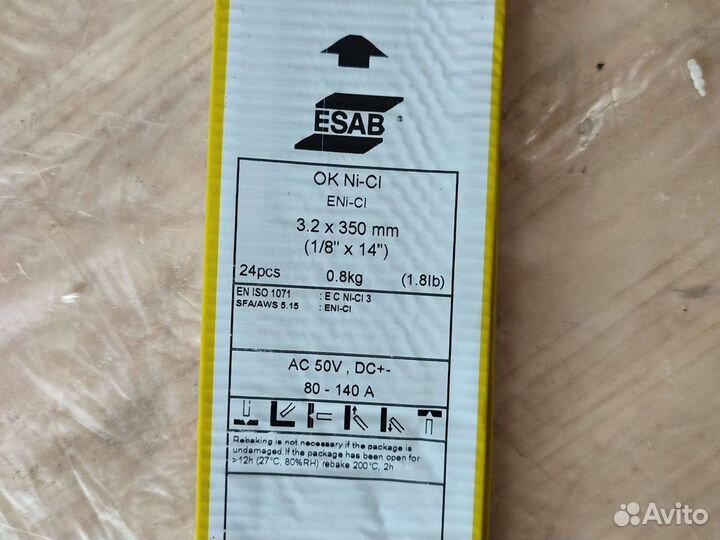 ESAB ®
OK Ni-CI
ENi-CI
3.2 x 350 mm
(1/8" x 14")
24pcs 0.8kg (1.8lb)
EN ISO 1071 : E C NI-CI 3
SFA/AWS 5.15 : ENI-CI
AC 50V , DC+-
80 - 140 A
Rebaking is not necessary if the package is
undamaged. If the package has been open for
>12h (27°C, 80%RH) rebake 200°C, 2h
Avito